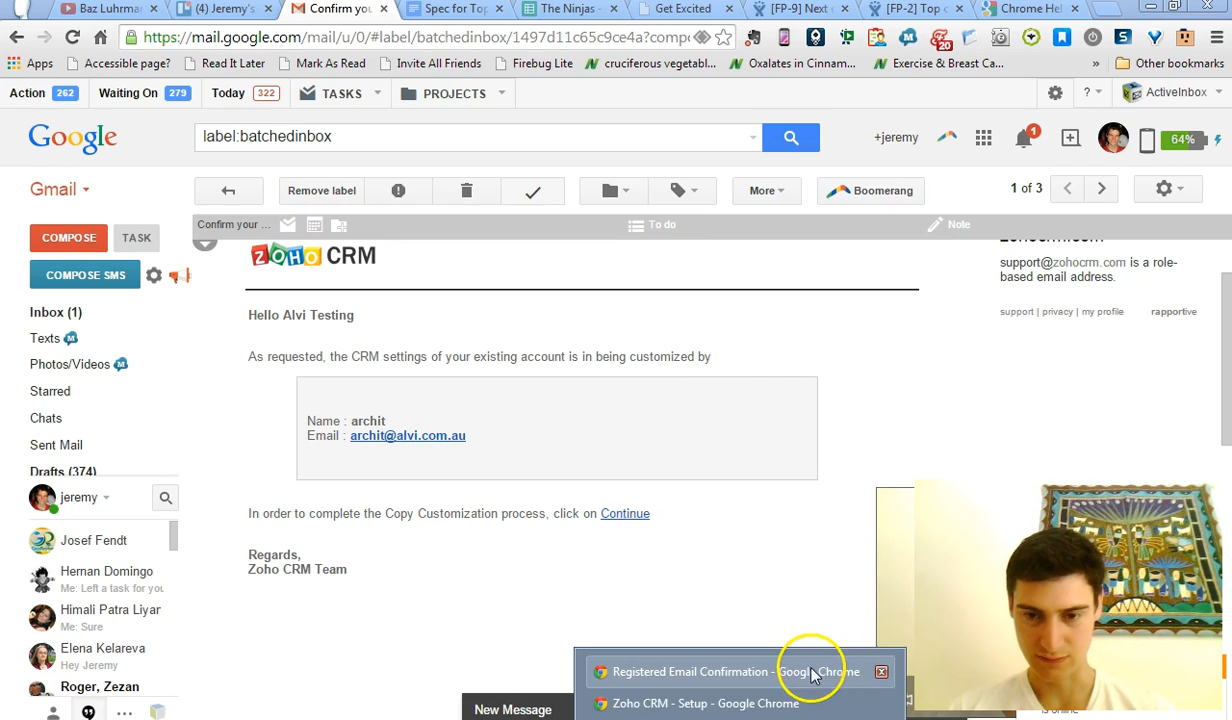 Baz Luhrman
(4) Jeremy's
Confirm yo
Spec for Top
The Ninjas -
Get Excited
[FP-9] Next
[FP-2] Top c
Chrome Hel
https://mail.google.com/mail/u/0/#label/batchedinbox/1497d11c65c9ce4a?comp
20
Apps
Accessible page?
Read It Later
Mark As Read
Invite All Friends
Firebug Lite
cruciferous vegetabl...
Oxalates in Cinnam...
Exercise & Breast Ca...
»
Other bookmarks
Action 262
Waiting On 279
Today 322
TASKS
PROJECTS
?
ActiveInbox
Google
label:batchedinbox
+jeremy
1
64%
Gmail
Remove label
More
Boomerang
1 of 3
COMPOSE
TASK
Confirm your ...
To do
Note
COMPOSE SMS
ZOHO CRM
support@zohocrm.com is a role-
based email address.
support | privacy | my profile
rapportive
Inbox (1)
Texts
Photos/Videos
Starred
Chats
Sent Mail
Drafts (374)
Hello Alvi Testing
As requested, the CRM settings of your existing account is in being customized by
Name : archit
Email : archit@alvi.com.au
In order to complete the Copy Customization process, click on Continue
Regards,
Zoho CRM Team
jeremy
Josef Fendt
Hernan Domingo
Me: Left a task for you
Himali Patra Liyar
Me: Sure
Elena Kelareva
Hey Jeremy
Roger, Zezan
Registered Email Confirmation - Google Chrome
Zoho CRM - Setup - Google Chrome
New Message
is online